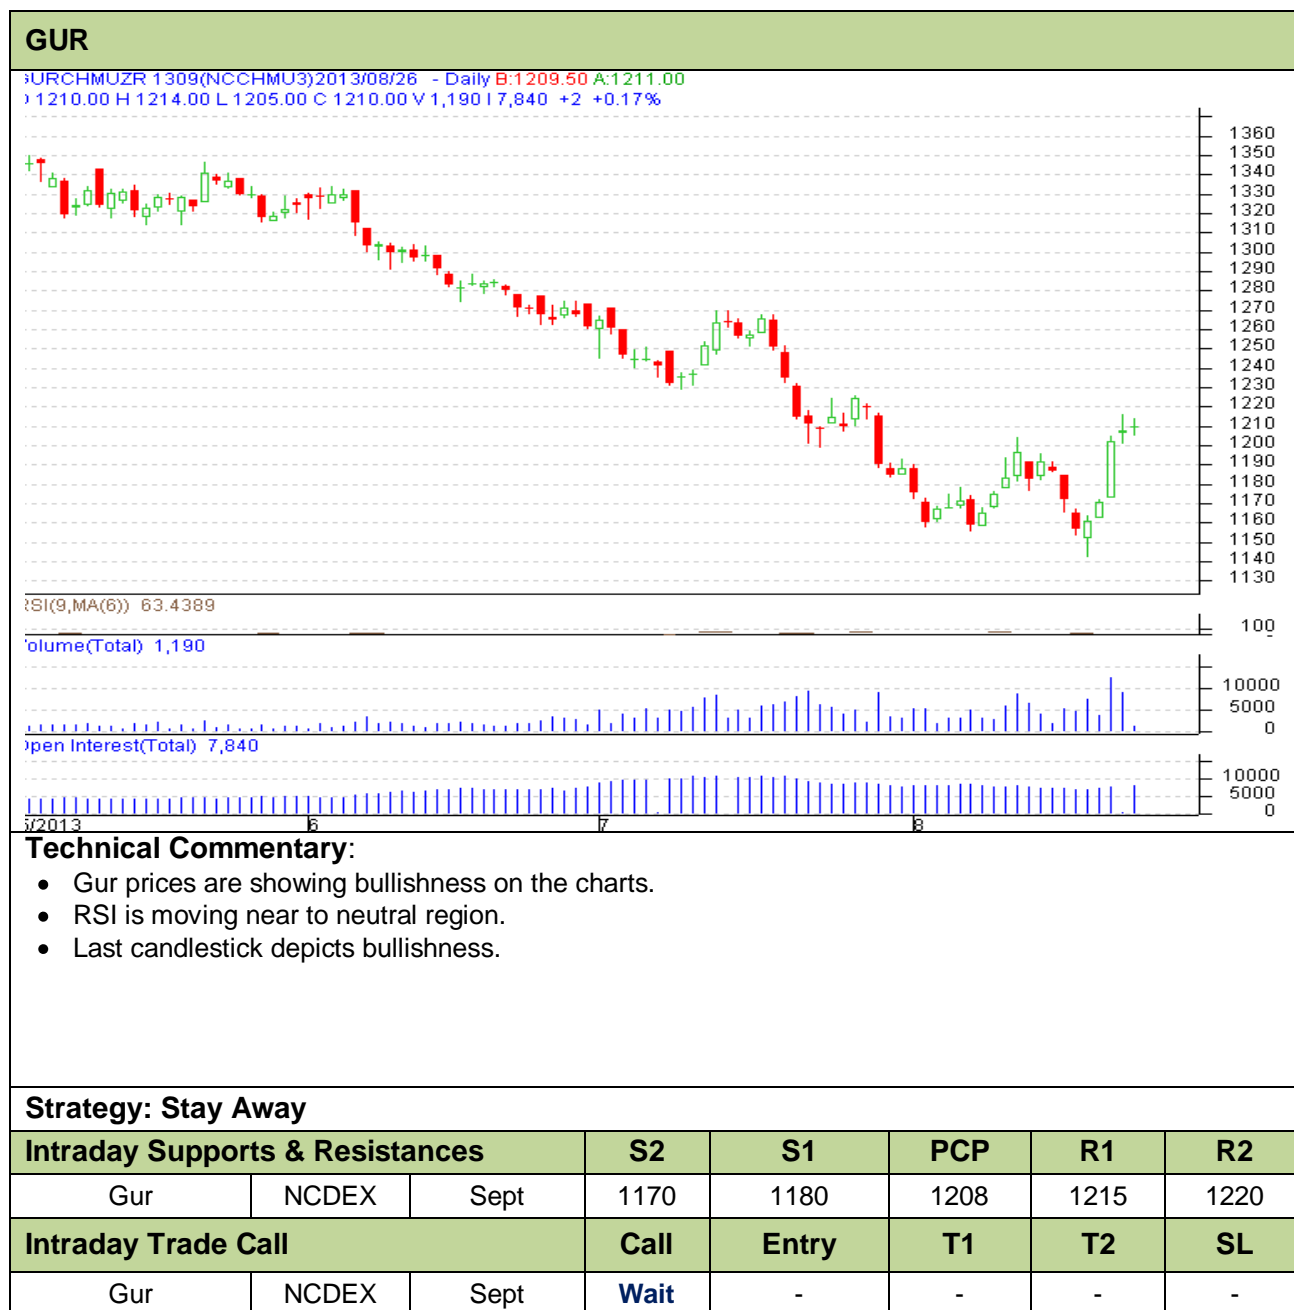 GUR
GURCHMUZR 1309(NCCHMU3)2013/08/26 - Daily B:1209.50 A:1211.00
1210.00 H 1214.00 L 1205.00 C 1210.00 V 1,190 I 7,840 +2 +0.17%
1360
1350
1340
1330
1320
1310
1300
1290
1280
1270
1260
1250
1240
1230
1220
1210
1200
1190
1180
1170
1160
1150
1140
1130
RSI(9,MA(6)) 63.4389
100
Volume(Total) 1,190
10000
5000
0
Open Interest(Total) 7,840
10000
5000
0
5/2013 6 7 8
Technical Commentary:
• Gur prices are showing bullishness on the charts.
• RSI is moving near to neutral region.
• Last candlestick depicts bullishness.
Strategy: Stay Away
Intraday Supports & Resistances S2 S1 PCP R1 R2
Gur NCDEX Sept 1170 1180 1208 1215 1220
Intraday Trade Call Call Entry T1 T2 SL
Gur NCDEX Sept Wait - - - -